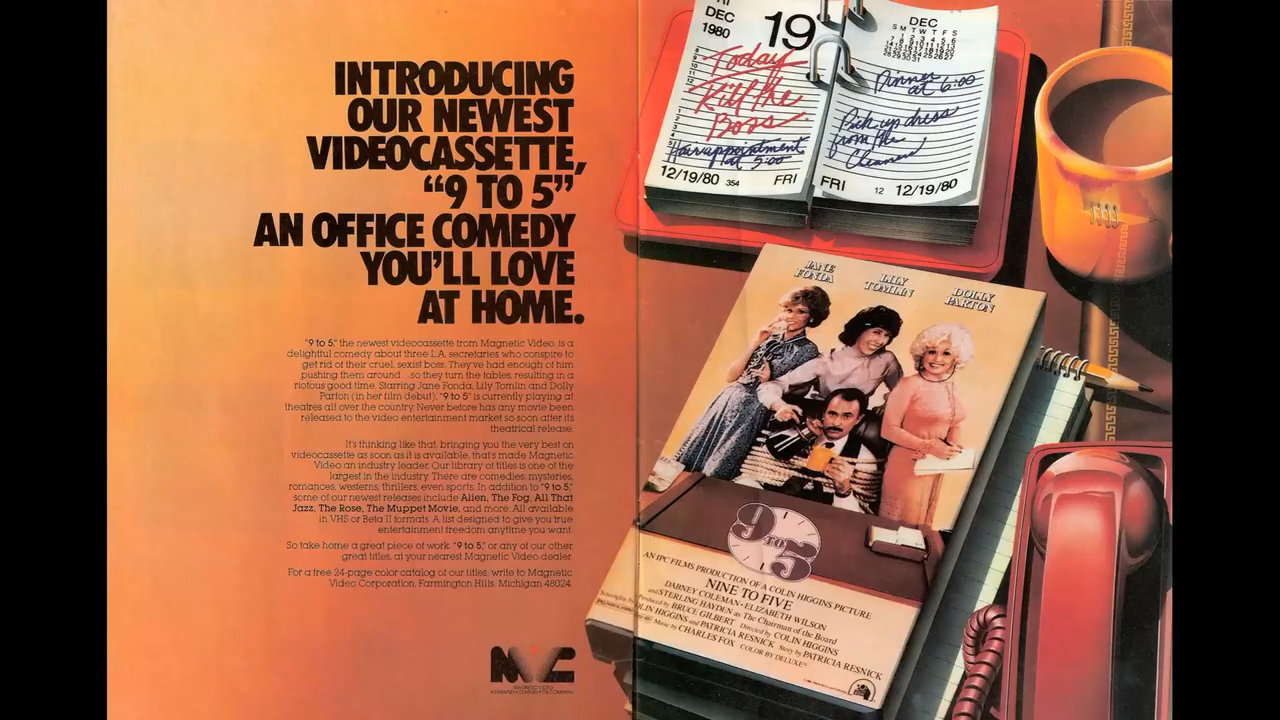 INTRODUCING
OUR NEWEST
VIDEOCASSETTE,
“9 TO 5”
AN OFFICE COMEDY
YOU’LL LOVE
AT HOME.
"9 to 5," the newest videocassette from Magnetic Video, is a
delightful comedy about three L.A. secretaries who conspire to
get rid of their cruel, sexist boss. They've had enough of him
pushing them around...so they turn the tables, resulting in a
riotous good time. Starring Jane Fonda, Lily Tomlin and Dolly
Parton (in her film debut), "9 to 5" is currently playing at
theatres all over the country. Never before has any movie been
released to the video entertainment market so soon after its
theatrical release.
It's thinking like that, bringing you the very best on
videocassette as soon as it is available, that's made Magnetic
Video an industry leader. Our library of titles is one of the
largest in the industry. There are comedies, mysteries,
romances, westerns, thrillers, even sports. In addition to "9 to 5,"
some of our newest releases include Alien, The Fog, All That
Jazz, The Rose, The Muppet Movie, and more. All available
in VHS or Beta II formats. A list designed to give you true
entertainment freedom anytime you want.
So take home a great piece of work. "9 to 5," or any of our other
great titles, at your nearest Magnetic Video dealer.
For a free 24-page color catalog of our titles, write to Magnetic
Video Corporation, Farmington Hills, Michigan 48024.
MAGNETIC VIDEO
FRI
DEC
1980
19
Today
Kill the
Boss
Hair appointment
at 5:00
12/19/80 354 FRI
DEC
S M T W T F S
Dinner
at 6:00
Pick up dress
from the
Cleaners
FRI 12 12/19/80
JANE
FONDA
LILY
TOMLIN
DOLLY
PARTON
9 TO 5
AN IPC FILMS PRODUCTION OF A COLIN HIGGINS PICTURE
NINE TO FIVE
DABNEY COLEMAN • ELIZABETH WILSON
and STERLING HAYDEN as The Chairman of the Board
Produced by BRUCE GILBERT Directed by COLIN HIGGINS
COLIN HIGGINS and PATRICIA RESNICK Story by PATRICIA RESNICK
Music by CHARLES FOX COLOR BY DELUXE